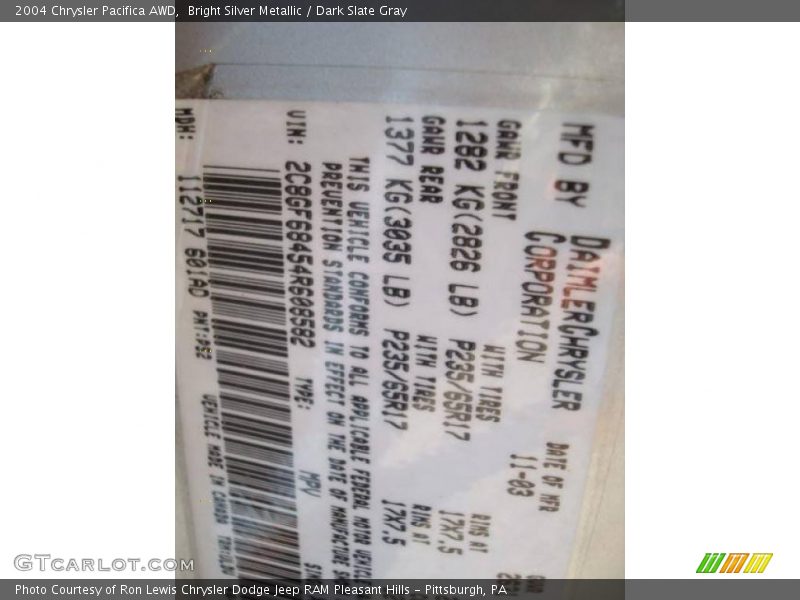 2004 Chrysler Pacifica AWD, Bright Silver Metallic / Dark Slate Gray
MFD BY DAIMLERCHRYSLER
CORPORATION
DATE OF MFR
11-03
GAWR FRONT WITH TIRES RIMS AT
1282 KG(2826 LB) P235/65R17 17X7.5
GAWR REAR WITH TIRES RIMS AT
1377 KG(3035 LB) P235/65R17 17X7.5
THIS VEHICLE CONFORMS TO ALL APPLICABLE FEDERAL MOTOR VEHICLE
PREVENTION STANDARDS IN EFFECT ON THE DATE OF MANUFACTURE
VIN: 2C8GF68454R608582 TYPE: MPV
MDH: 112717 601AD PNT: VEHICLE MADE IN CANADA
GTcarlot.com
Photo Courtesy of Ron Lewis Chrysler Dodge Jeep RAM Pleasant Hills - Pittsburgh, PA